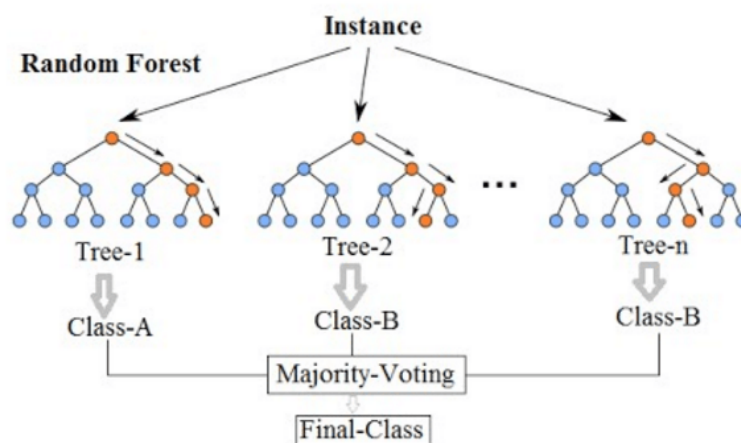 Instance
Random Forest
...
Tree-1
Tree-2
Tree-n
Class-A
Class-B
Class-B
Majority-Voting
Final-Class